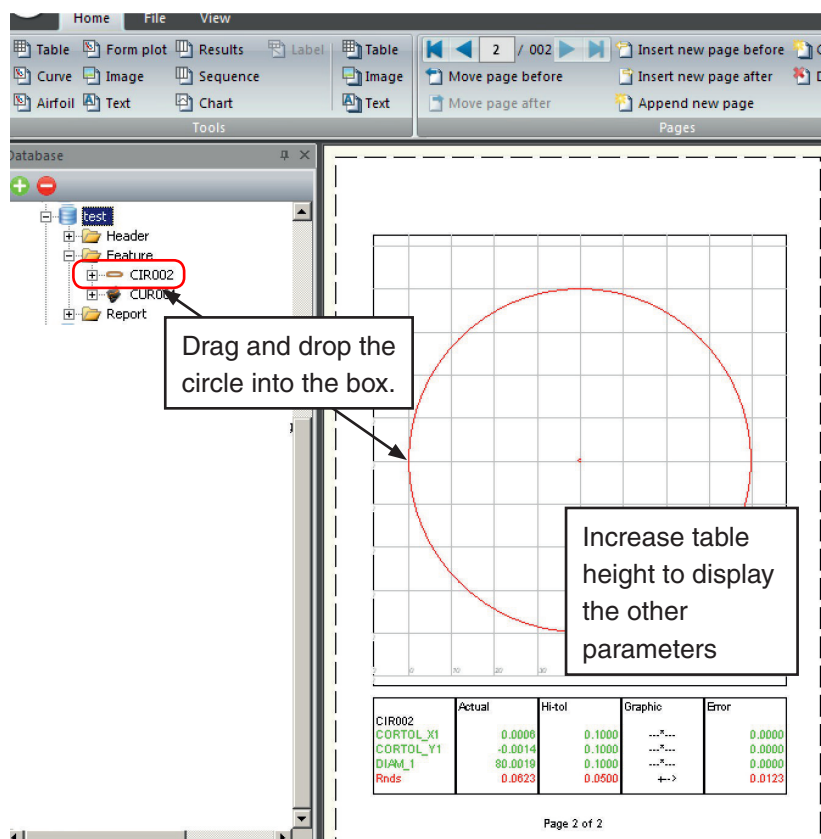 Home File View
Table Form plot Results Label Table 2 / 002 Insert new page before
Curve Image Sequence Image Move page before Insert new page after
Airfoil Text Chart Text Move page after Append new page
Tools Pages
Database
test
Header
Feature
CIR002
Report
Drag and drop the
circle into the box.
Increase table
height to display
the other
parameters
0 10 20 30
Actual Hi-tol Graphic Error
CIR002
CORTOL_X1 0.0006 0.1000 ---*--- 0.0000
CORTOL_Y1 -0.0014 0.1000 ---*--- 0.0000
DIAM_1 80.0019 0.1000 ---*--- 0.0000
Rnds 0.0623 0.0500 +--> 0.0123
Page 2 of 2